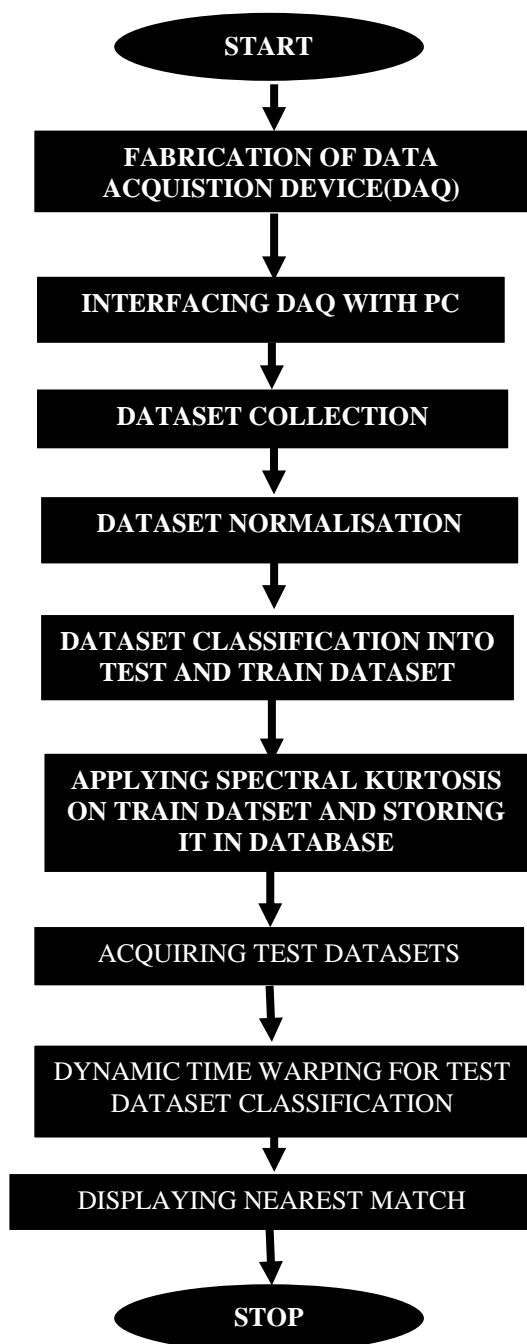 START
FABRICATION OF DATA
ACQUISTION DEVICE(DAQ)
INTERFACING DAQ WITH PC
DATASET COLLECTION
DATASET NORMALISATION
DATASET CLASSIFICATION INTO
TEST AND TRAIN DATASET
APPLYING SPECTRAL KURTOSIS
ON TRAIN DATSET AND STORING
IT IN DATABASE
ACQUIRING TEST DATASETS
DYNAMIC TIME WARPING FOR TEST
DATASET CLASSIFICATION
DISPLAYING NEAREST MATCH
STOP